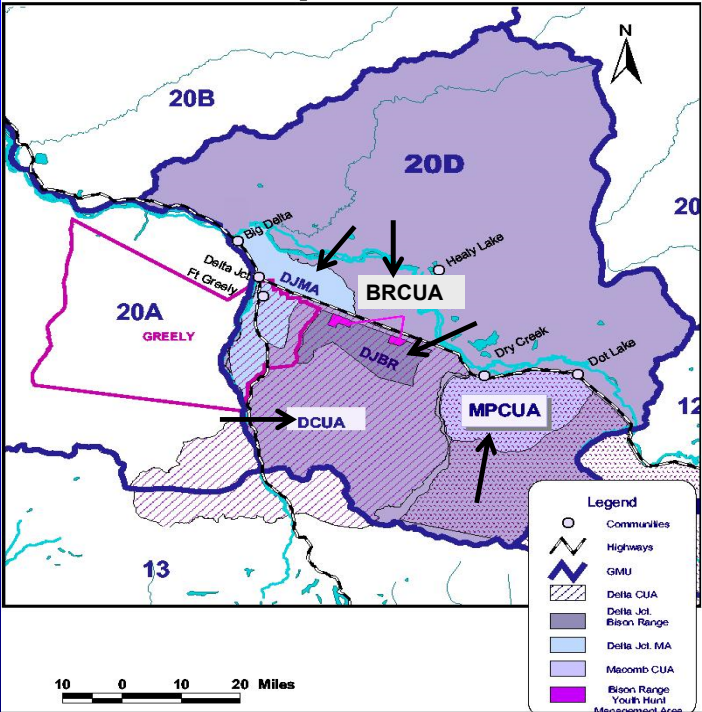 N
20B
20D
20
Big Delta
Healy Lake
Delta Jct.
Ft Greely
DJMA
BRCUA
20A
GREELY
Dry Creek
Dot Lake
DJBR
DCUA
MPCUA
12
13
Legend
Communities
Highways
GMU
Delta CUA
Delta Jct.
Bison Range
Delta Jct. MA
Macomb CUA
Bison Range
Youth Hunt
Management Area
10 0 10 20 Miles